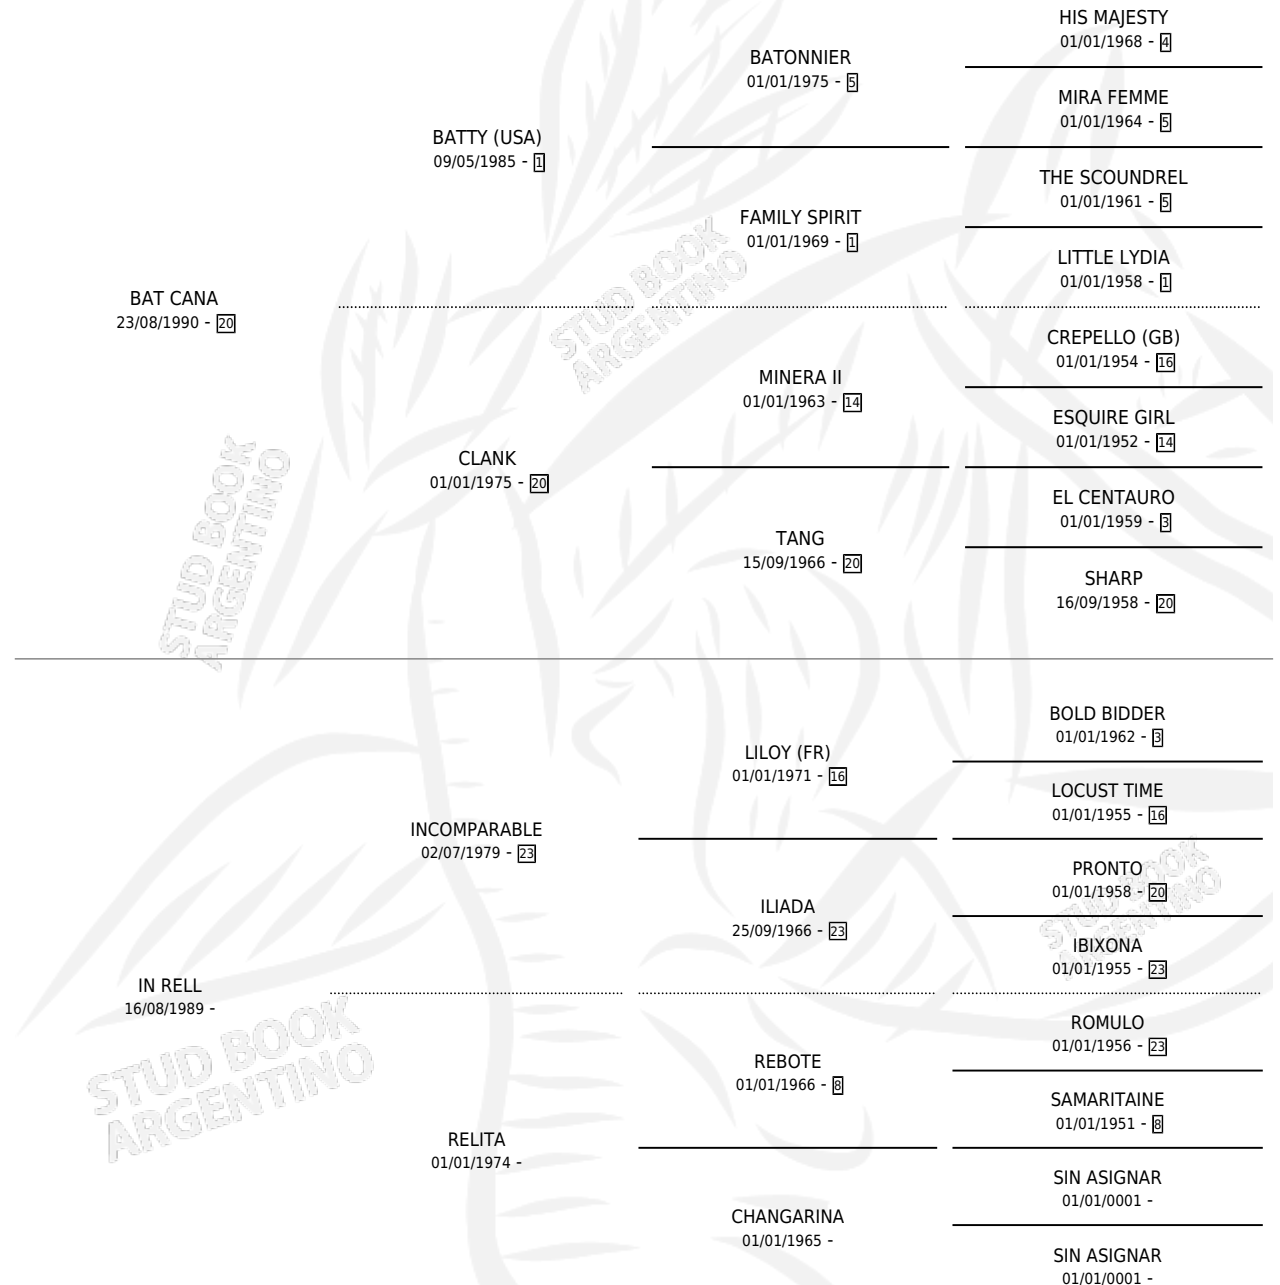 HIS MAJESTY
01/01/1968 - 4
BATONNIER
01/01/1975 - 5
MIRA FEMME
01/01/1964 - 5
BATTY (USA)
09/05/1985 - 1
THE SCOUNDREL
01/01/1961 - 5
FAMILY SPIRIT
01/01/1969 - 1
LITTLE LYDIA
01/01/1958 - 1
BAT CANA
23/08/1990 - 20
STUD BOOK
ARGENTINO
CREPELLO (GB)
01/01/1954 - 16
MINERA II
01/01/1963 - 14
ESQUIRE GIRL
01/01/1952 - 14
CLANK
01/01/1975 - 20
EL CENTAURO
01/01/1959 - 3
TANG
15/09/1966 - 20
SHARP
16/09/1958 - 20
STUD BOOK
ARGENTINO
BOLD BIDDER
01/01/1962 - 3
LILOY (FR)
01/01/1971 - 16
LOCUST TIME
01/01/1955 - 16
INCOMPARABLE
02/07/1979 - 23
PRONTO
01/01/1958 - 20
ILIADA
25/09/1966 - 23
IBIXONA
01/01/1955 - 23
STUD BOOK
ARGENTINO
IN RELL
16/08/1989 -
ROMULO
01/01/1956 - 23
REBOTE
01/01/1966 - 8
SAMARITAINE
01/01/1951 - 8
STUD BOOK
ARGENTINO
RELITA
01/01/1974 -
SIN ASIGNAR
01/01/0001 -
CHANGARINA
01/01/1965 -
SIN ASIGNAR
01/01/0001 -